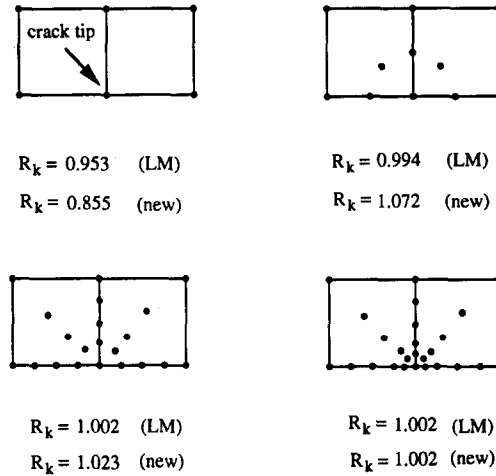 crack tip
R_k = 0.953 (LM)
R_k = 0.855 (new)
R_k = 0.994 (LM)
R_k = 1.072 (new)
R_k = 1.002 (LM)
R_k = 1.023 (new)
R_k = 1.002 (LM)
R_k = 1.002 (new)